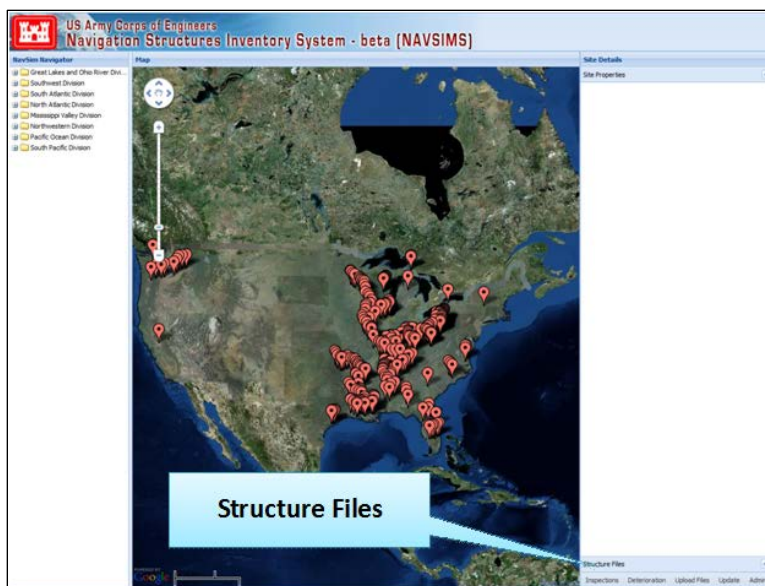 US Army Corps of Engineers
Navigation Structures Inventory System - beta (NAVSIMS)
NavSim Navigator
Map
Site Details
Great Lakes and Ohio River Divi...
Southwest Division
South Atlantic Division
North Atlantic Division
Mississippi Valley Division
Northwestern Division
Pacific Ocean Division
South Pacific Division
Site Properties
Structure Files
POWERED BY
Google
Structure Files
Inspections Deterioration Upload Files Update